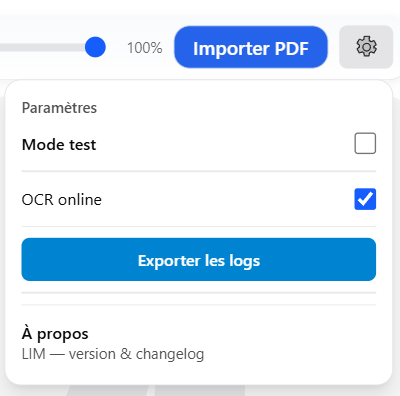 100%
Importer PDF
Paramètres
Mode test
OCR online
Exporter les logs
À propos
LIM — version & changelog